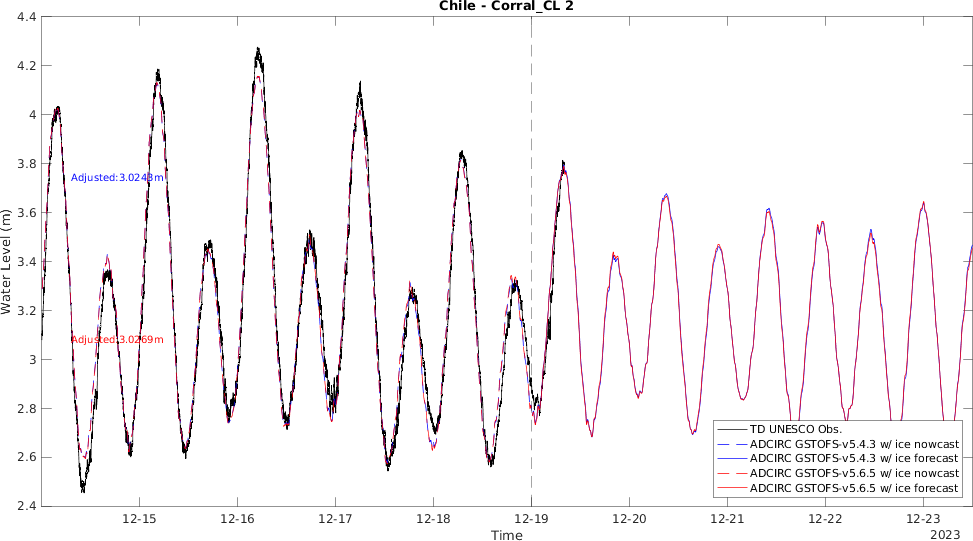 Chile - Corral_CL 2
4.4
4.2
4
3.8
3.6
3.4
3.2
3
2.8
2.6
2.4
Water Level (m)
Adjusted:3.0243m
Adjusted:3.0269m
TD UNESCO Obs.
ADCIRC GSTOFS-v5.4.3 w/ ice nowcast
ADCIRC GSTOFS-v5.4.3 w/ ice forecast
ADCIRC GSTOFS-v5.6.5 w/ ice nowcast
ADCIRC GSTOFS-v5.6.5 w/ ice forecast
12-15 12-16 12-17 12-18 12-19 12-20 12-21 12-22 12-23
Time
2023